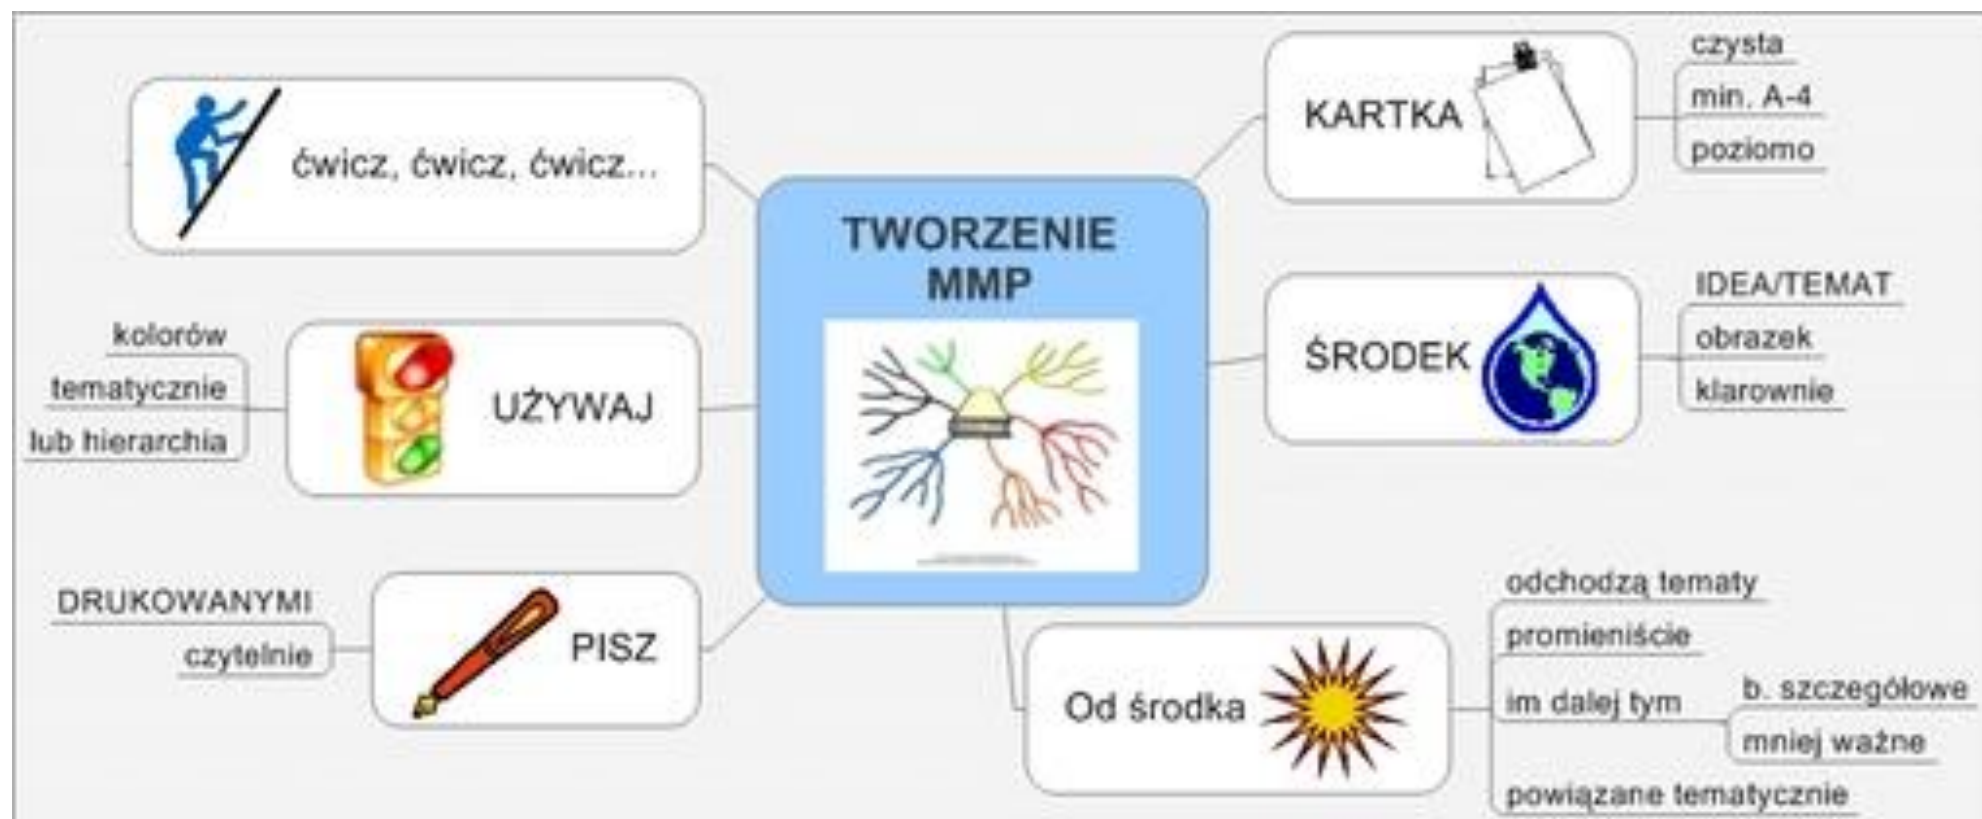 TWORZENIE
MMP
KARTKA
czysta
min. A-4
poziomo
ŚRODEK
IDEA/TEMAT
obrazek
klarownie
Od środka
odchodzą tematy
promieniście
im dalej tym
b. szczegółowe
mniej ważne
powiązane tematycznie
PISZ
DRUKOWANYMI
czytelnie
UŻYWAJ
kolorów
tematycznie
lub hierarchia
ćwicz, ćwicz, ćwicz...